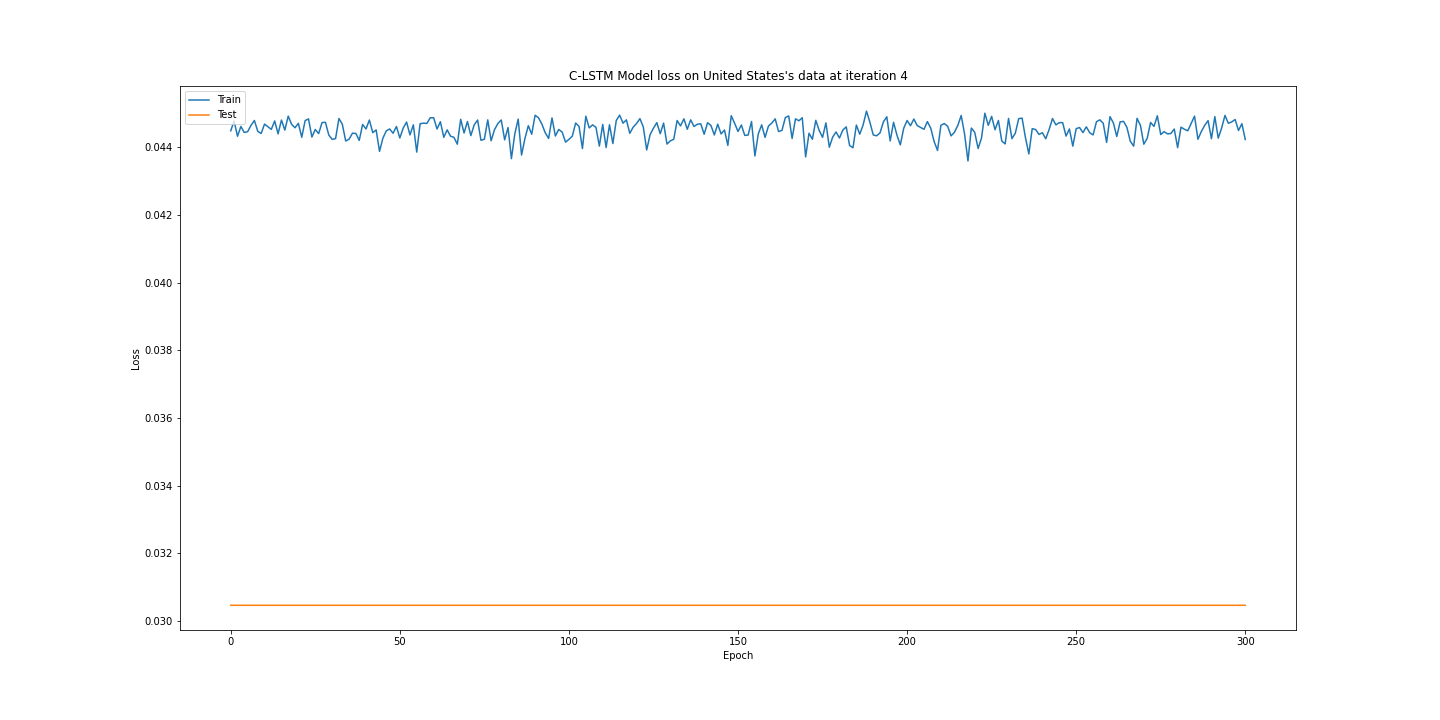 C-LSTM Model loss on United States's data at iteration 4
Train
Test
0.044
0.042
0.040
0.038
0.036
0.034
0.032
0.030
Loss
0 50 100 150 200 250 300
Epoch